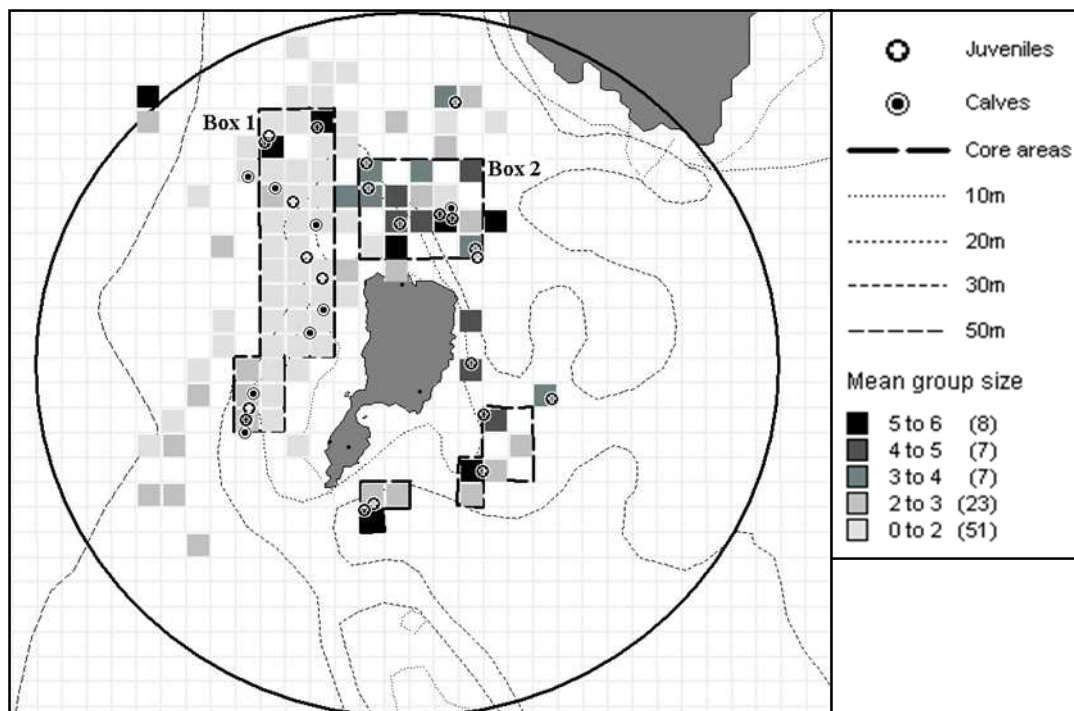 Box 1
Box 2
Juveniles
Calves
Core areas
10m
20m
30m
50m
Mean group size
5 to 6 (8)
4 to 5 (7)
3 to 4 (7)
2 to 3 (23)
0 to 2 (51)